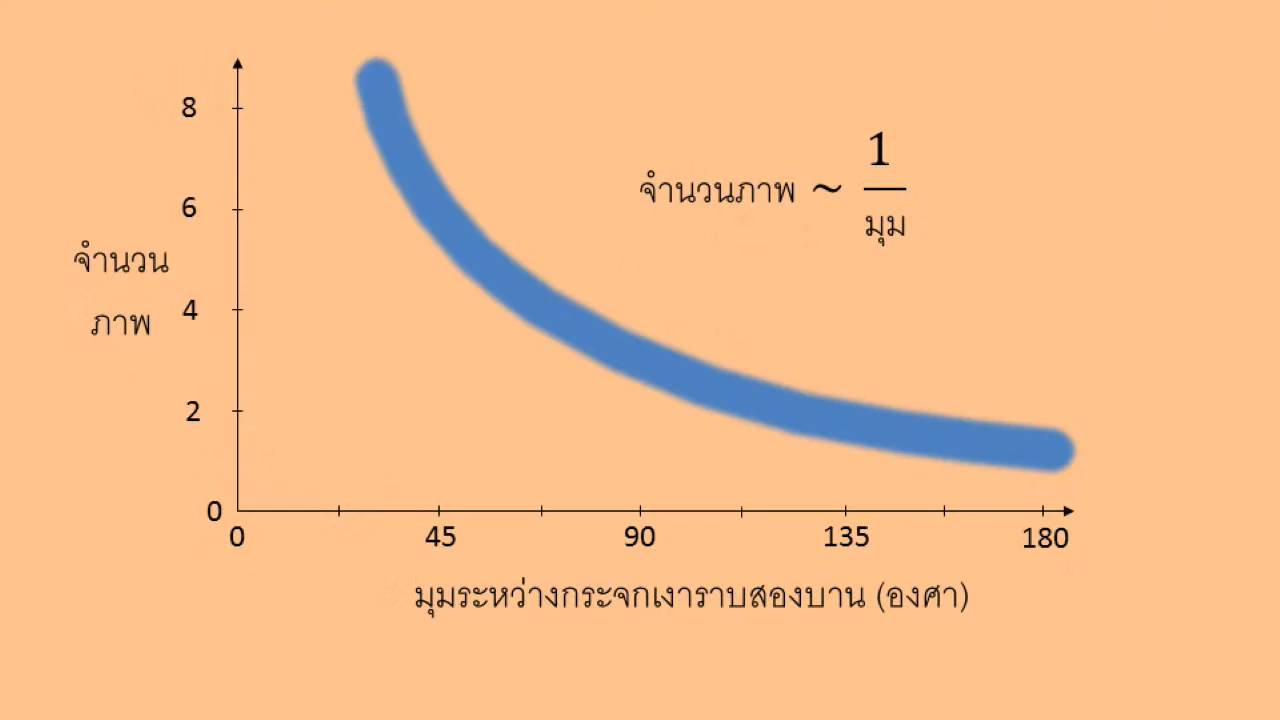 8
6
4
2
0
จำนวน
ภาพ
จำนวนภาพ ~ 1
มุม
0 45 90 135 180
มุมระหว่างกระจกเงาราบสองบาน (องศา)